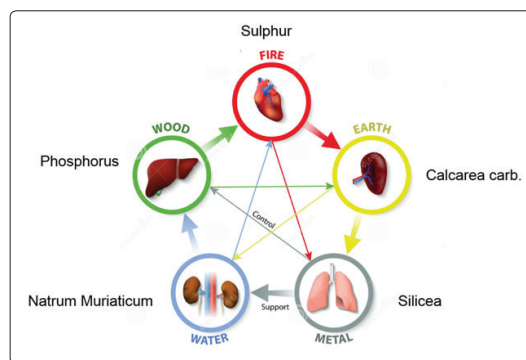 Sulphur
FIRE
WOOD
EARTH
Phosphorus
Calcarea carb.
Control
Natrum Muriaticum
Support
Silicea
WATER
METAL